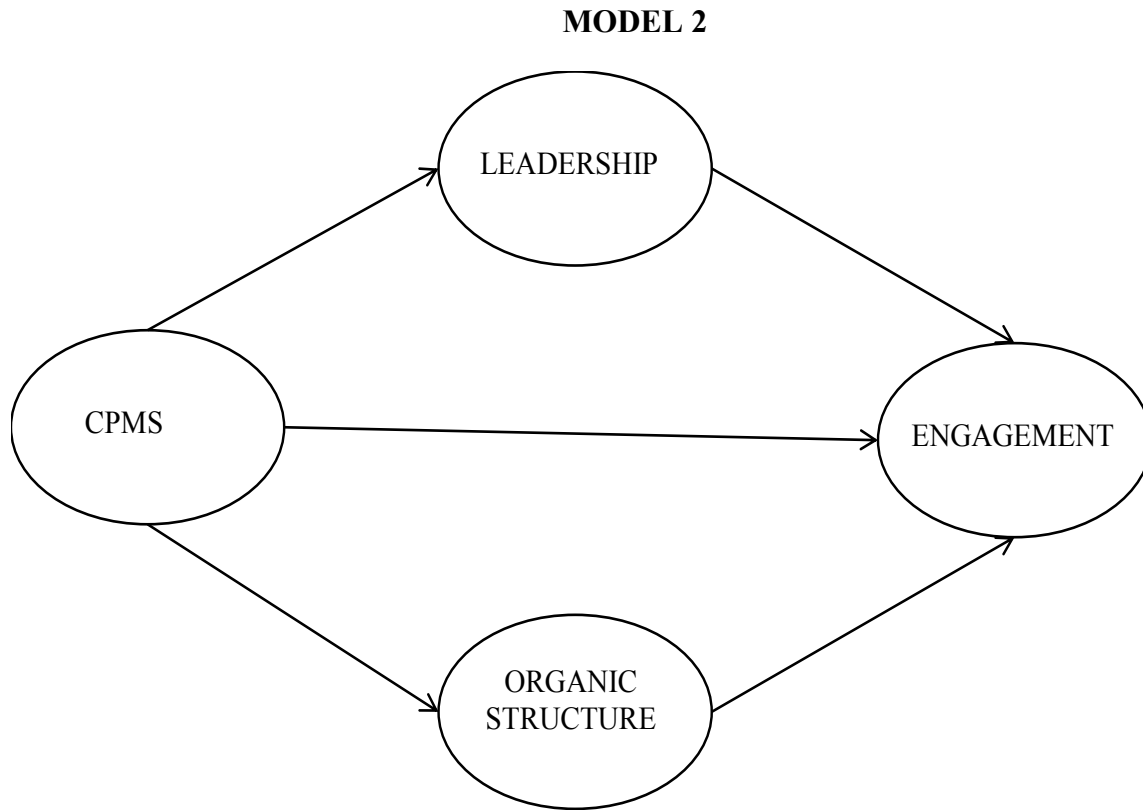 MODEL 2
LEADERSHIP
CPMS
ENGAGEMENT
ORGANIC
STRUCTURE